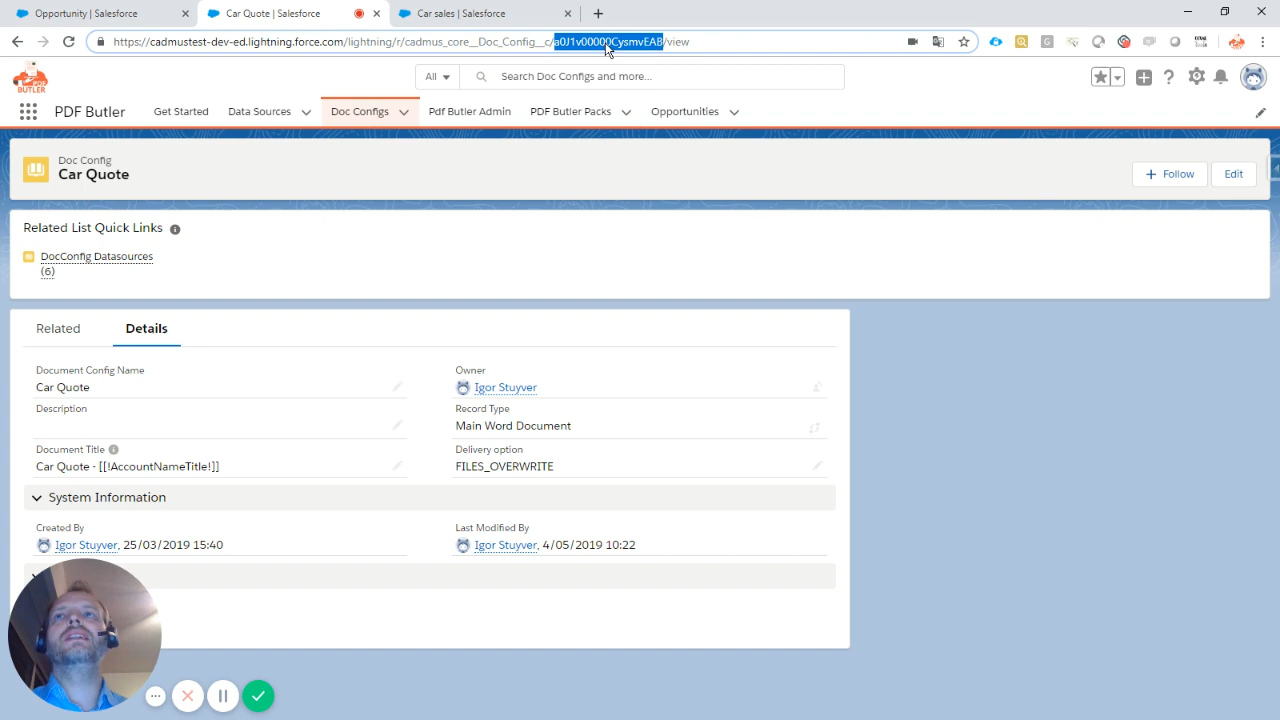 Opportunity | Salesforce
Car Quote | Salesforce
Car sales | Salesforce
https://cadmustest-dev-ed.lightning.force.com/lightning/r/cadmus_core__Doc_Config__c/a0J1v00000CysmvEAB/view
PDF BUTLER
All
Search Doc Configs and more...
PDF Butler
Get Started
Data Sources
Doc Configs
Pdf Butler Admin
PDF Butler Packs
Opportunities
Doc Config
Car Quote
Follow
Edit
Related List Quick Links
DocConfig Datasources
(6)
Related
Details
Document Config Name
Car Quote
Owner
Igor Stuyver
Description
Record Type
Main Word Document
Document Title
Car Quote - [[!AccountNameTitle!]]
Delivery option
FILES_OVERWRITE
System Information
Created By
Igor Stuyver, 25/03/2019 15:40
Last Modified By
Igor Stuyver, 4/05/2019 10:22